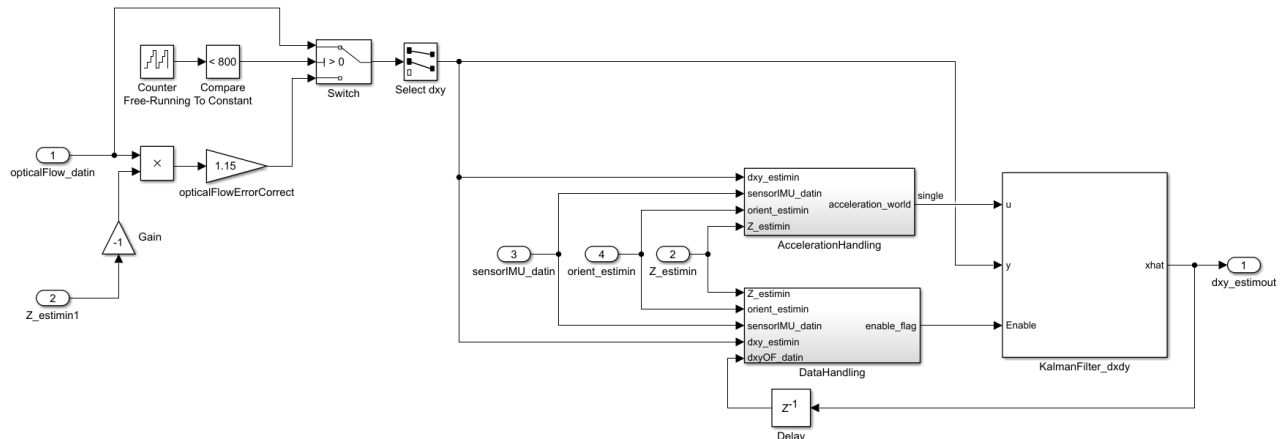 Counter
Free-Running
< 800
Compare
To Constant
> 0
Switch
Select dxy
1
opticalFlow_datin
×
1.15
opticalFlowErrorCorrect
-1
Gain
2
Z_estimin1
3
sensorIMU_datin
4
orient_estimin
2
Z_estimin
dxy_estimin
sensorIMU_datin
orient_estimin
Z_estimin
acceleration_world
AccelerationHandling
single
Z_estimin
orient_estimin
sensorIMU_datin
dxy_estimin
dxyOF_datin
enable_flag
DataHandling
u
y
Enable
xhat
KalmanFilter_dxdy
1
dxy_estimout
Z-1
Delay